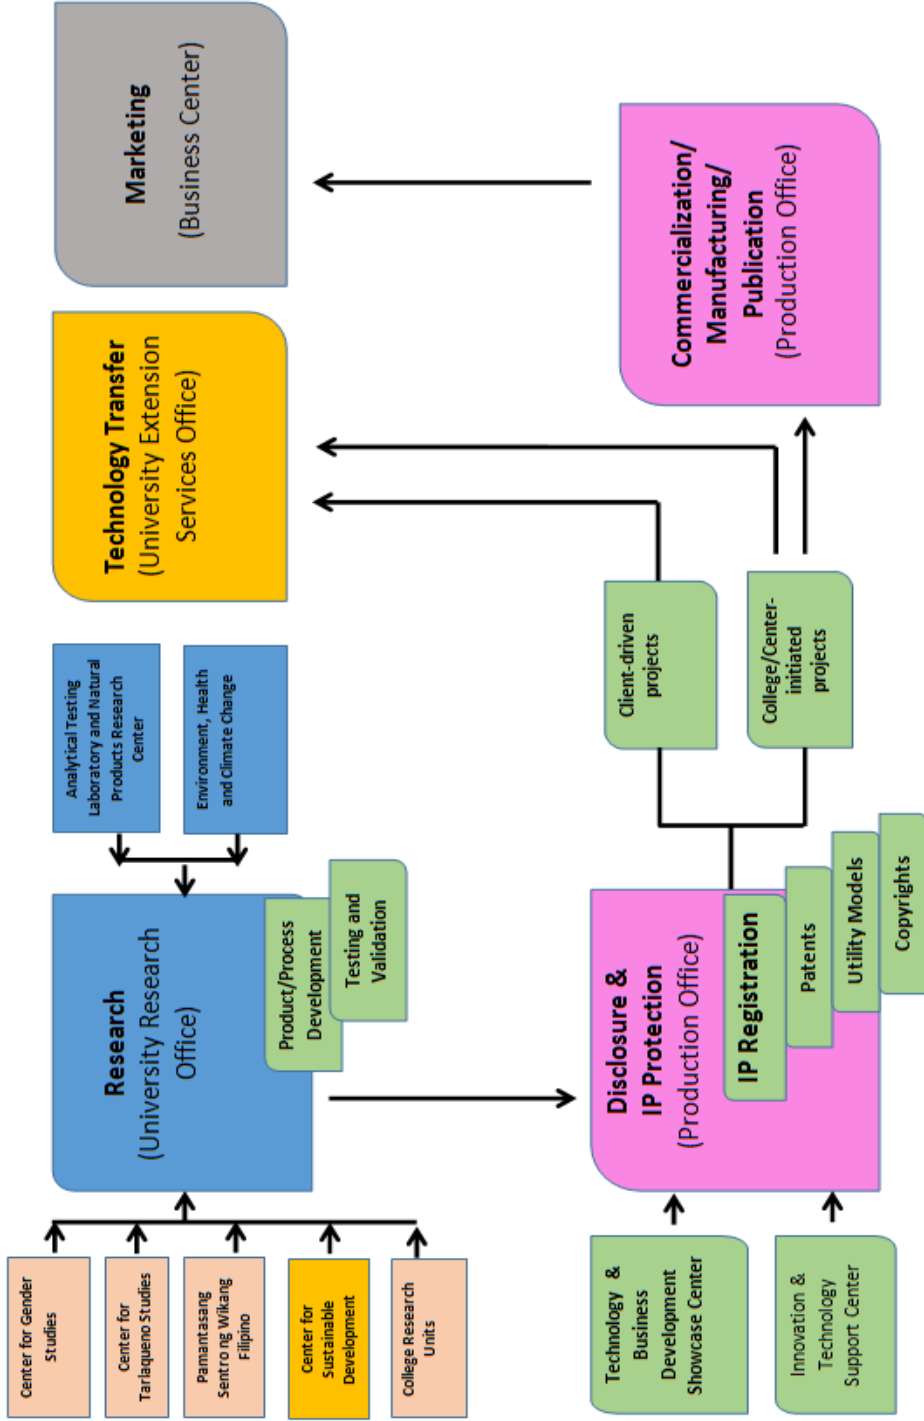 Center for Gender
Studies
Center for
Tarlaqueno Studies
Pamantasang
Sentro ng Wikang
Filipino
Center for
Sustainable
Development
College Research
Units
Research
(University Research
Office)
Product/Process
Development
Testing and
Validation
Analytical Testing
Laboratory and Natural
Products Research
Center
Environment, Health
and Climate Change
Technology Transfer
(University Extension
Services Office)
Marketing
(Business Center)
Technology &
Business
Development
Showcase Center
Innovation &
Technology
Support Center
Disclosure &
IP Protection
(Production Office)
IP Registration
Patents
Utility Models
Copyrights
Client-driven
projects
College/Center-
initiated
projects
Commercialization/
Manufacturing/
Publication
(Production Office)